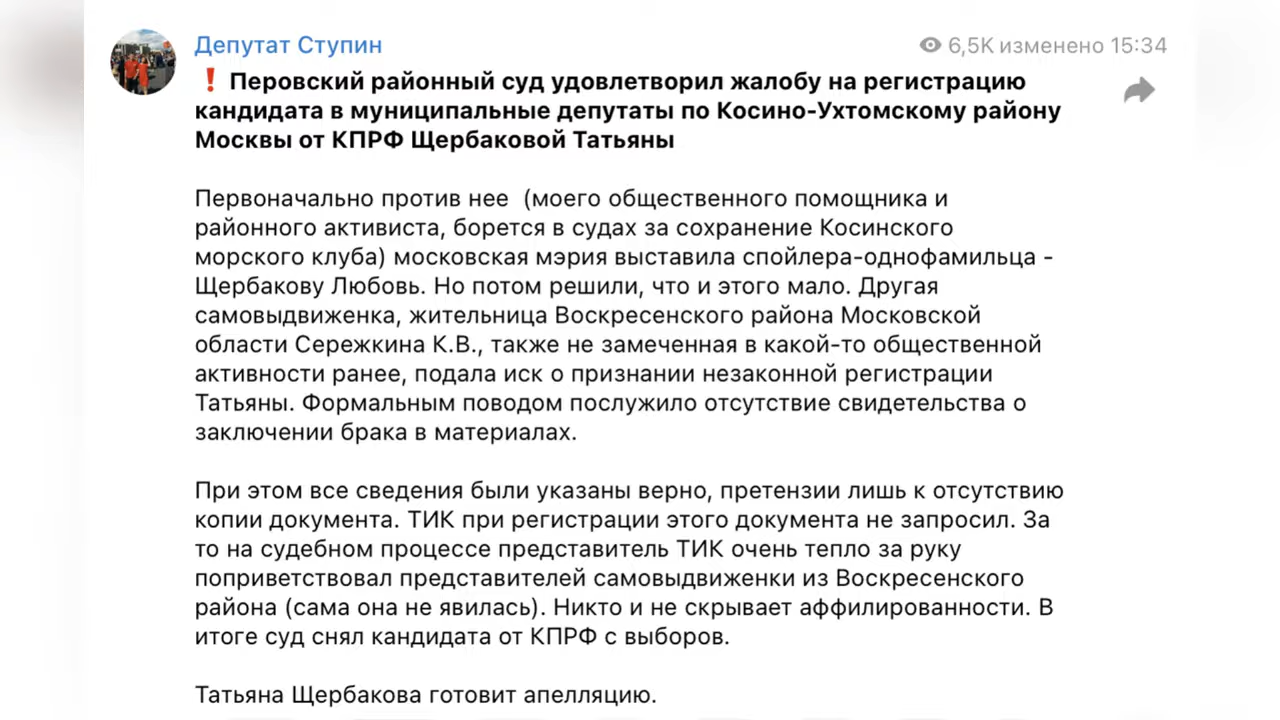 Депутат Ступин
6,5K изменено 15:34
❗ Перовский районный суд удовлетворил жалобу на регистрацию
кандидата в муниципальные депутаты по Косино-Ухтомскому району
Москвы от КПРФ Щербаковой Татьяны
Первоначально против нее (моего общественного помощника и
районного активиста, борется в судах за сохранение Косинского
морского клуба) московская мэрия выставила спойлера-однофамильца -
Щербакову Любовь. Но потом решили, что и этого мало. Другая
самовыдвиженка, жительница Воскресенского района Московской
области Сережкина К.В., также не замеченная в какой-то общественной
активности ранее, подала иск о признании незаконной регистрации
Татьяны. Формальным поводом послужило отсутствие свидетельства о
заключении брака в материалах.
При этом все сведения были указаны верно, претензии лишь к отсутствию
копии документа. ТИК при регистрации этого документа не запросил. За
то на судебном процессе представитель ТИК очень тепло за руку
поприветствовал представителей самовыдвиженки из Воскресенского
района (сама она не явилась). Никто и не скрывает аффилированности. В
итоге суд снял кандидата от КПРФ с выборов.
Татьяна Щербакова готовит апелляцию.